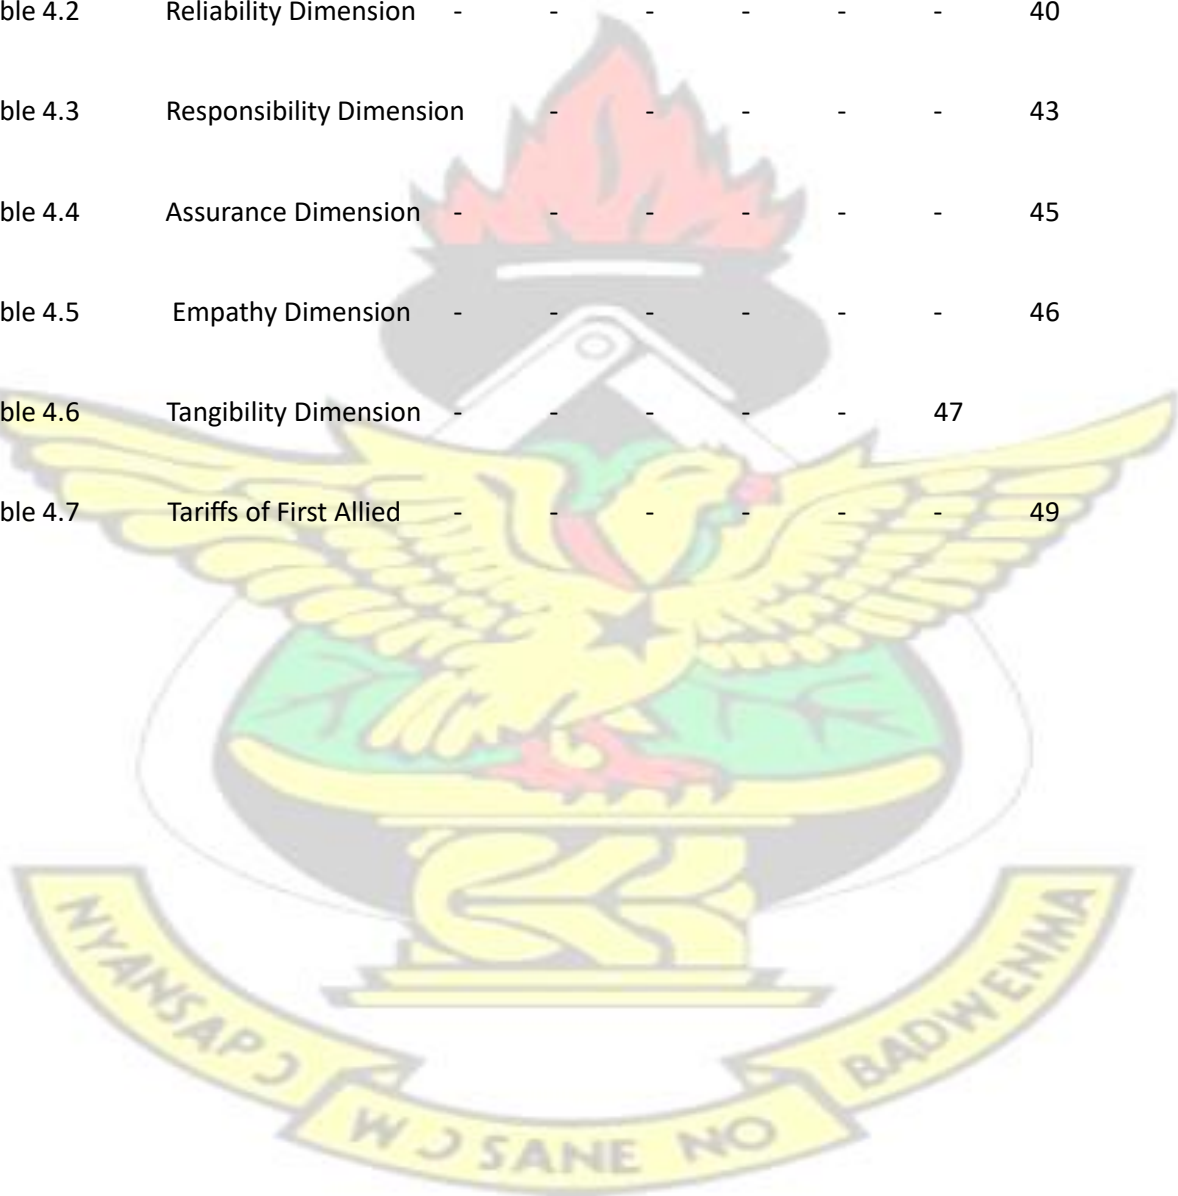 ble 4.2 Reliability Dimension - - - - - - 40
ble 4.3 Responsibility Dimension - - - - - 43
ble 4.4 Assurance Dimension - - - - - - 45
ble 4.5 Empathy Dimension - - - - - - 46
ble 4.6 Tangibility Dimension - - - - - 47
ble 4.7 Tariffs of First Allied - - - - - - 49
NYANSAPƆ WƆSANE NO BADWENMA